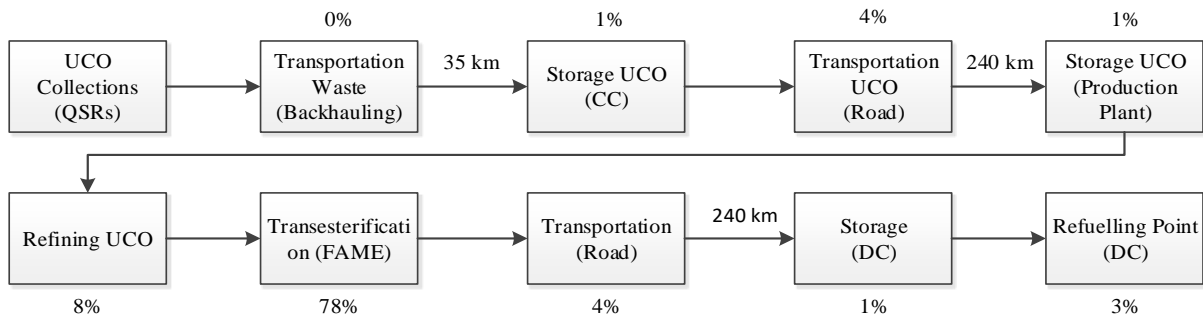 0%
1%
4%
1%
UCO
Collections
(QSRs)
Transportation
Waste
(Backhauling)
35 km
Storage UCO
(CC)
Transportation
UCO
(Road)
240 km
Storage UCO
(Production
Plant)
Refining UCO
Transesterificati
on (FAME)
Transportation
(Road)
240 km
Storage
(DC)
Refuelling Point
(DC)
8%
78%
4%
1%
3%